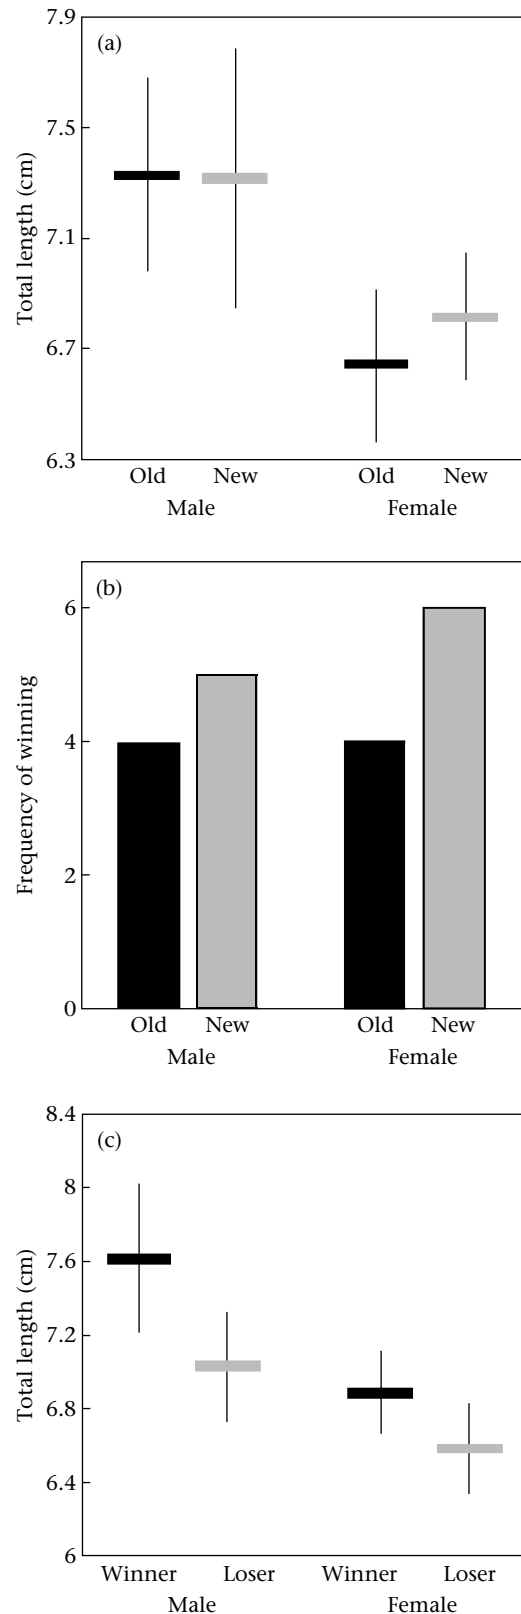 (a)
Total length (cm)
7.9
7.5
7.1
6.7
6.3
Old New Old New
Male Female
(b)
Frequency of winning
6
4
2
0
Old New Old New
Male Female
(c)
Total length (cm)
8.4
8
7.6
7.2
6.8
6.4
6
Winner Loser Winner Loser
Male Female